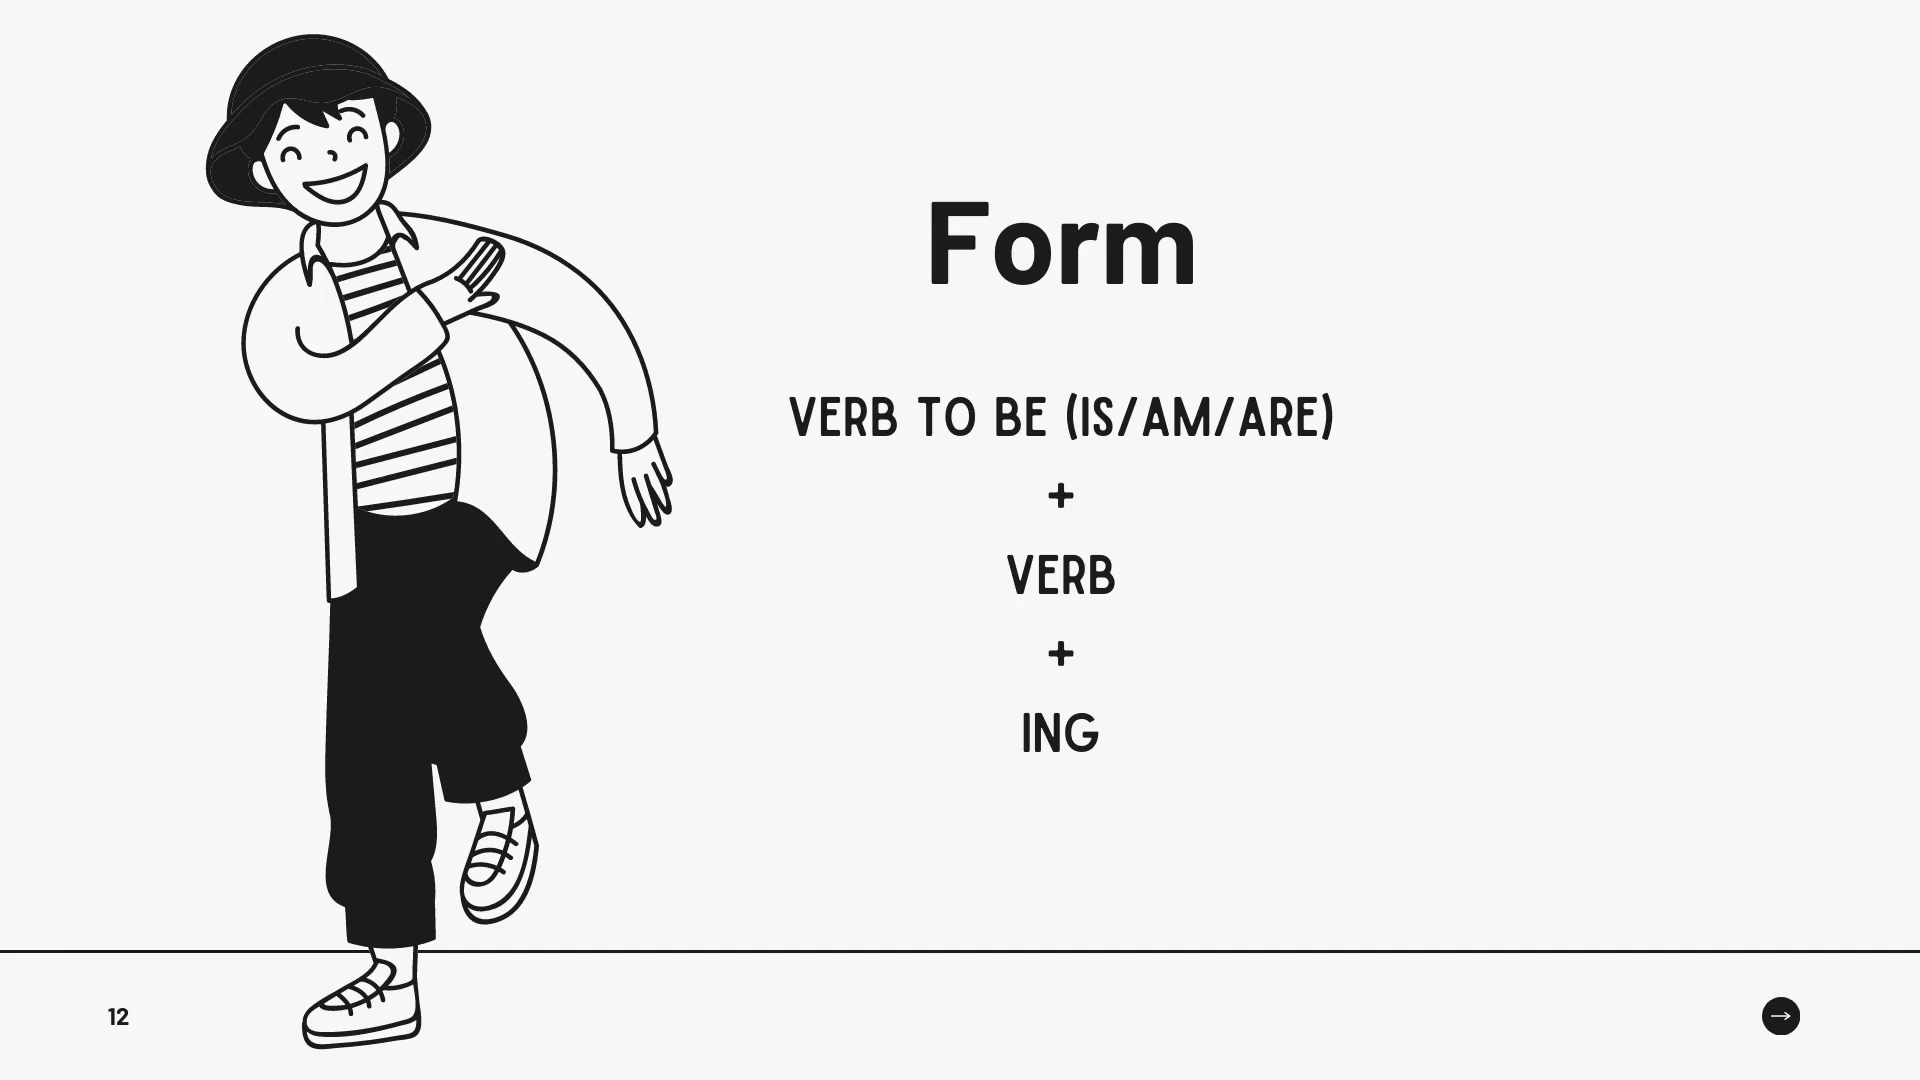 Form
VERB TO BE (IS/AM/ARE)
+
VERB
+
ING
12